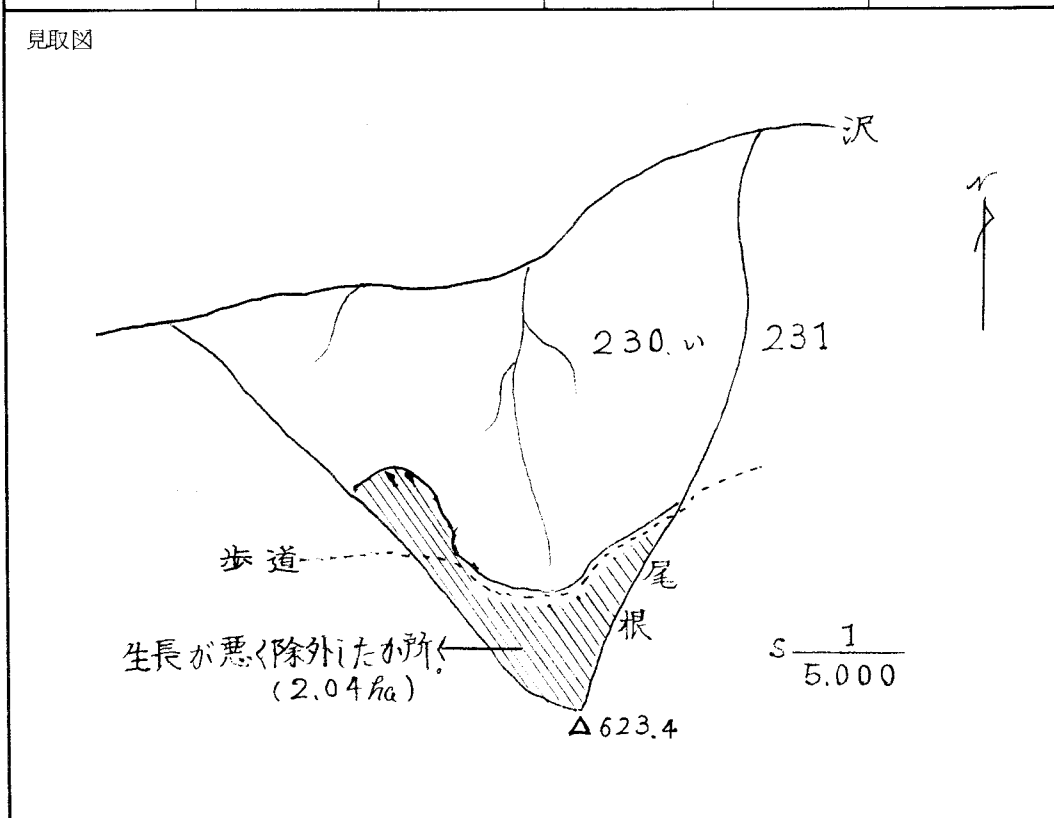 見取図
沢
N
230.い
231
歩道
尾根
生長が悪く除外したか所
(2.04ha)
S 1/5.000
△623.4